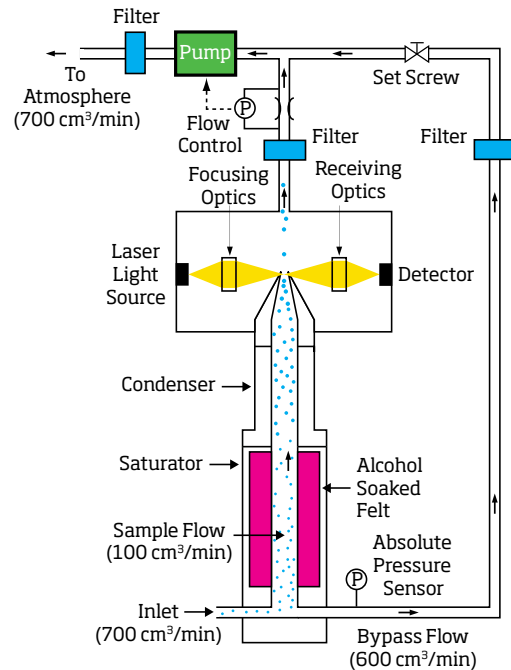 Filter
Pump
To
Atmosphere
(700 cm³/min)
P
Flow
Control
Set Screw
Filter
Filter
Focusing
Optics
Receiving
Optics
Laser
Light
Source
Detector
Condenser
Saturator
Alcohol
Soaked
Felt
Sample Flow
(100 cm³/min)
Absolute
Pressure
Sensor
P
Inlet
(700 cm³/min)
Bypass Flow
(600 cm³/min)